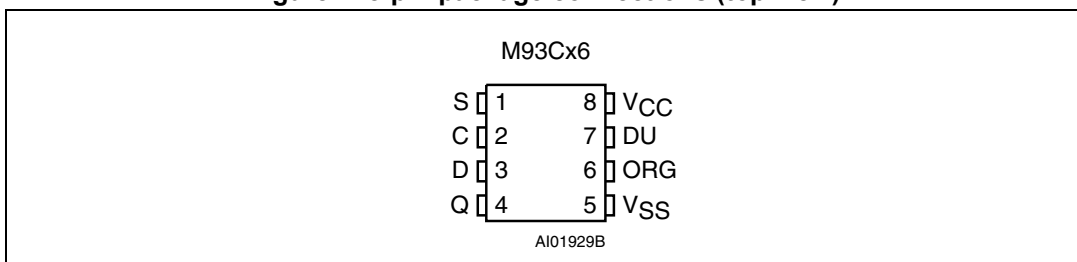 M93Cx6
S 1 8 VCC
C 2 7 DU
D 3 6 ORG
Q 4 5 VSS
AI01929B